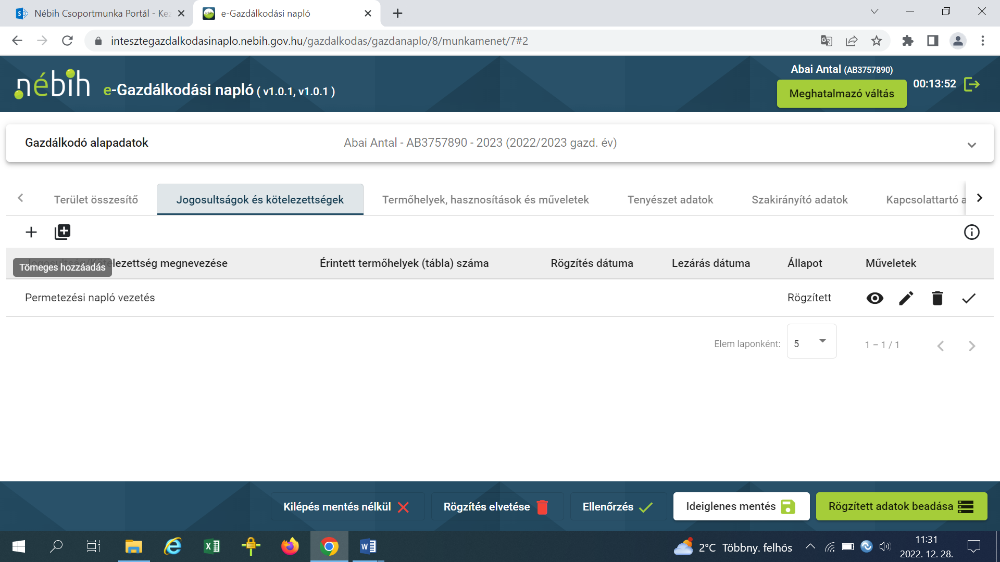 Nébih Csoportmunka Portál - Kez
e-Gazdálkodási napló
intesztegazdalkodasinaplo.nebih.gov.hu/gazdalkodas/gazdanaplo/8/munkamenet/7#2
nébih
e-Gazdálkodási napló ( v1.0.1, v1.0.1 )
Abai Antal (AB3757890)
Meghatalmazó váltás
00:13:52
Gazdálkodó alapadatok
Abai Antal - AB3757890 - 2023 (2022/2023 gazd. év)
Terület összesítő
Jogosultságok és kötelezettségek
Termőhelyek, hasznosítások és műveletek
Tenyészet adatok
Szakirányító adatok
Kapcsolattartó a
Jogosultság/Kötelezettség megnevezése
Érintett termőhelyek (tábla) száma
Rögzítés dátuma
Lezárás dátuma
Állapot
Műveletek
Tömeges hozzáadás
Permetezési napló vezetés
Rögzített
Elem laponként:
5
1 – 1 / 1
Kilépés mentés nélkül
Rögzítés elvetése
Ellenőrzés
Ideiglenes mentés
Rögzített adatok beadása
2°C Többny. felhős
11:31
2022. 12. 28.